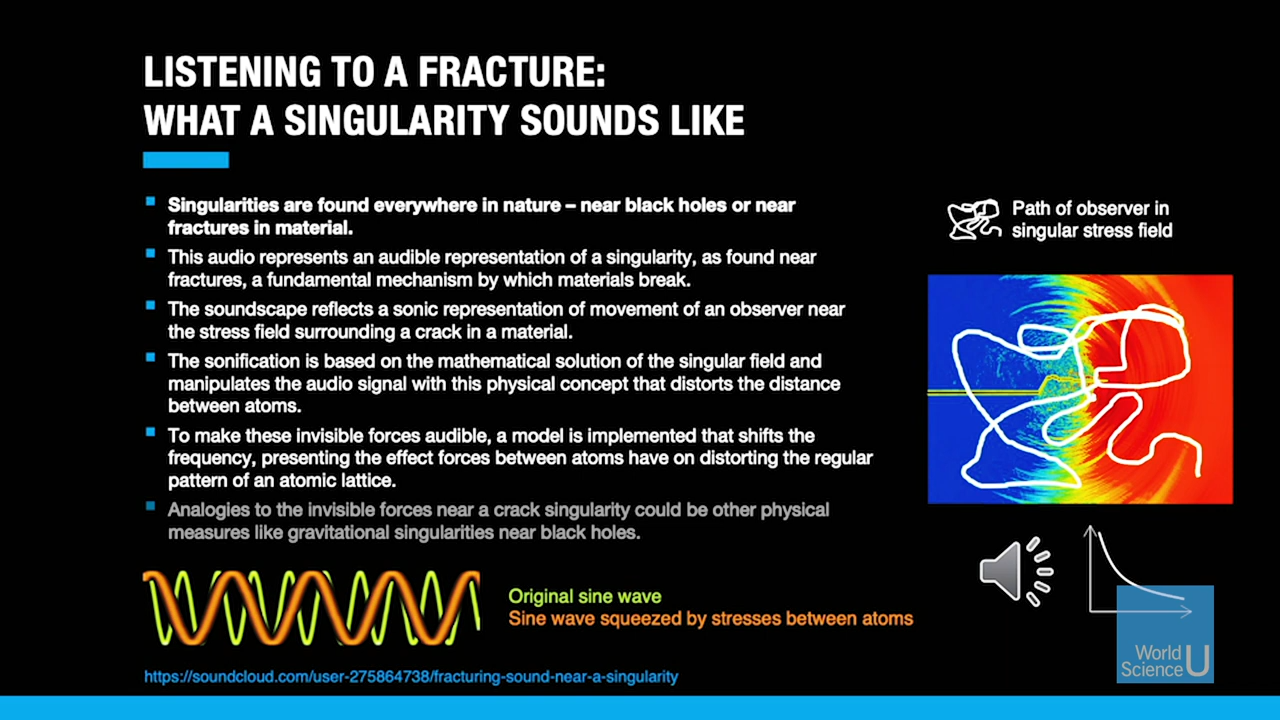 LISTENING TO A FRACTURE:
WHAT A SINGULARITY SOUNDS LIKE
Singularities are found everywhere in nature – near black holes or near
fractures in material.
This audio represents an audible representation of a singularity, as found near
fractures, a fundamental mechanism by which materials break.
The soundscape reflects a sonic representation of movement of an observer near
the stress field surrounding a crack in a material.
The sonification is based on the mathematical solution of the singular field and
manipulates the audio signal with this physical concept that distorts the distance
between atoms.
To make these invisible forces audible, a model is implemented that shifts the
frequency, presenting the effect forces between atoms have on distorting the regular
pattern of an atomic lattice.
Analogies to the invisible forces near a crack singularity could be other physical
measures like gravitational singularities near black holes.
Path of observer in
singular stress field
Original sine wave
Sine wave squeezed by stresses between atoms
https://soundcloud.com/user-275864738/fracturing-sound-near-a-singularity
World
Science U